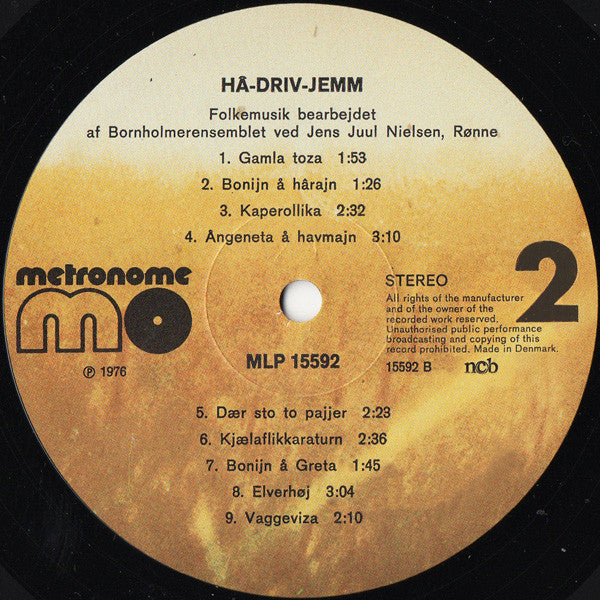 HÂ-DRIV-JEMM
Folkemusik bearbejdet
af Bornholmerensemblet ved Jens Juul Nielsen, Rønne
1. Gamla toza 1:53
2. Bonijn å hârajn 1:26
3. Kaperollika 2:32
4. Ângeneta å havmajn 3:10
metronome
mo
℗ 1976
MLP 15592
STEREO
2
All rights of the manufacturer
and of the owner of the
recorded work reserved.
Unauthorised public performance
broadcasting and copying of this
record prohibited. Made in Denmark.
15592 B ncb
5. Dær sto to pajjer 2:23
6. Kjælaflikkaraturn 2:36
7. Bonijn å Greta 1:45
8. Elverhøj 3:04
9. Vaggeviza 2:10